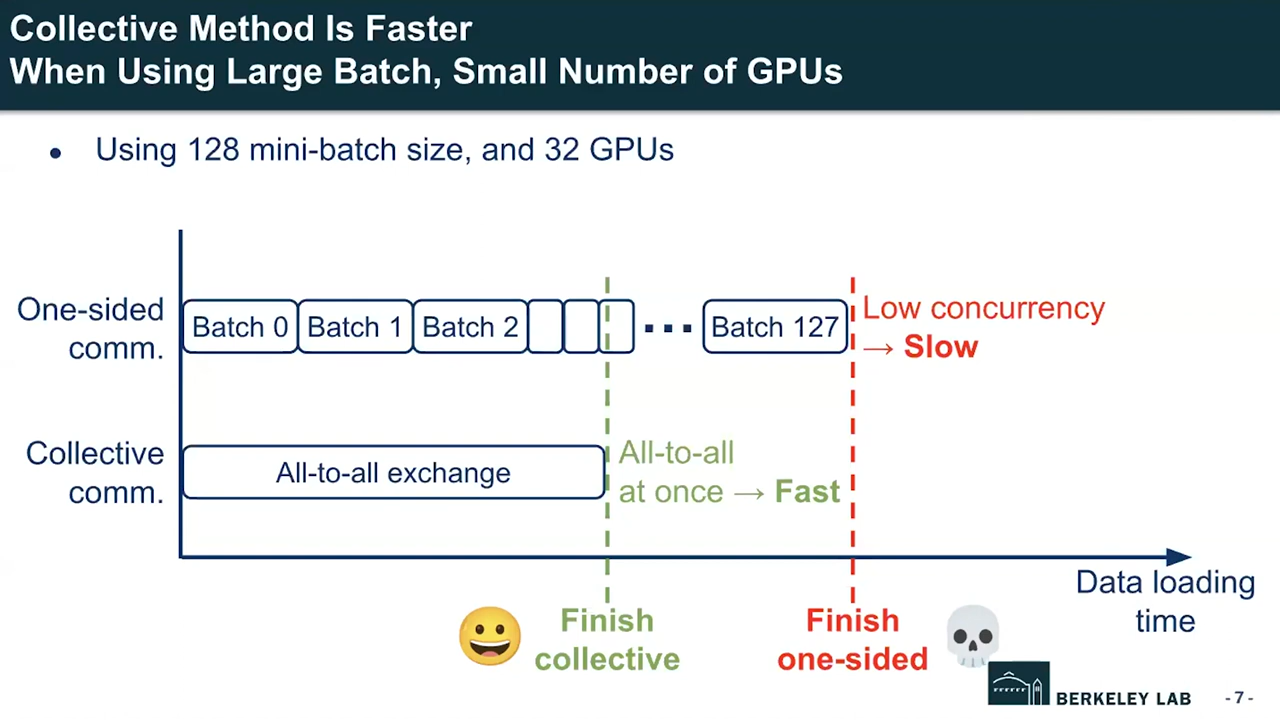 Collective Method Is Faster
When Using Large Batch, Small Number of GPUs
● Using 128 mini-batch size, and 32 GPUs
One-sided
comm.
Batch 0
Batch 1
Batch 2
...
Batch 127
Low concurrency
→ Slow
Collective
comm.
All-to-all exchange
All-to-all
at once → Fast
Data loading
time
Finish
collective
Finish
one-sided
BERKELEY LAB
- 7 -